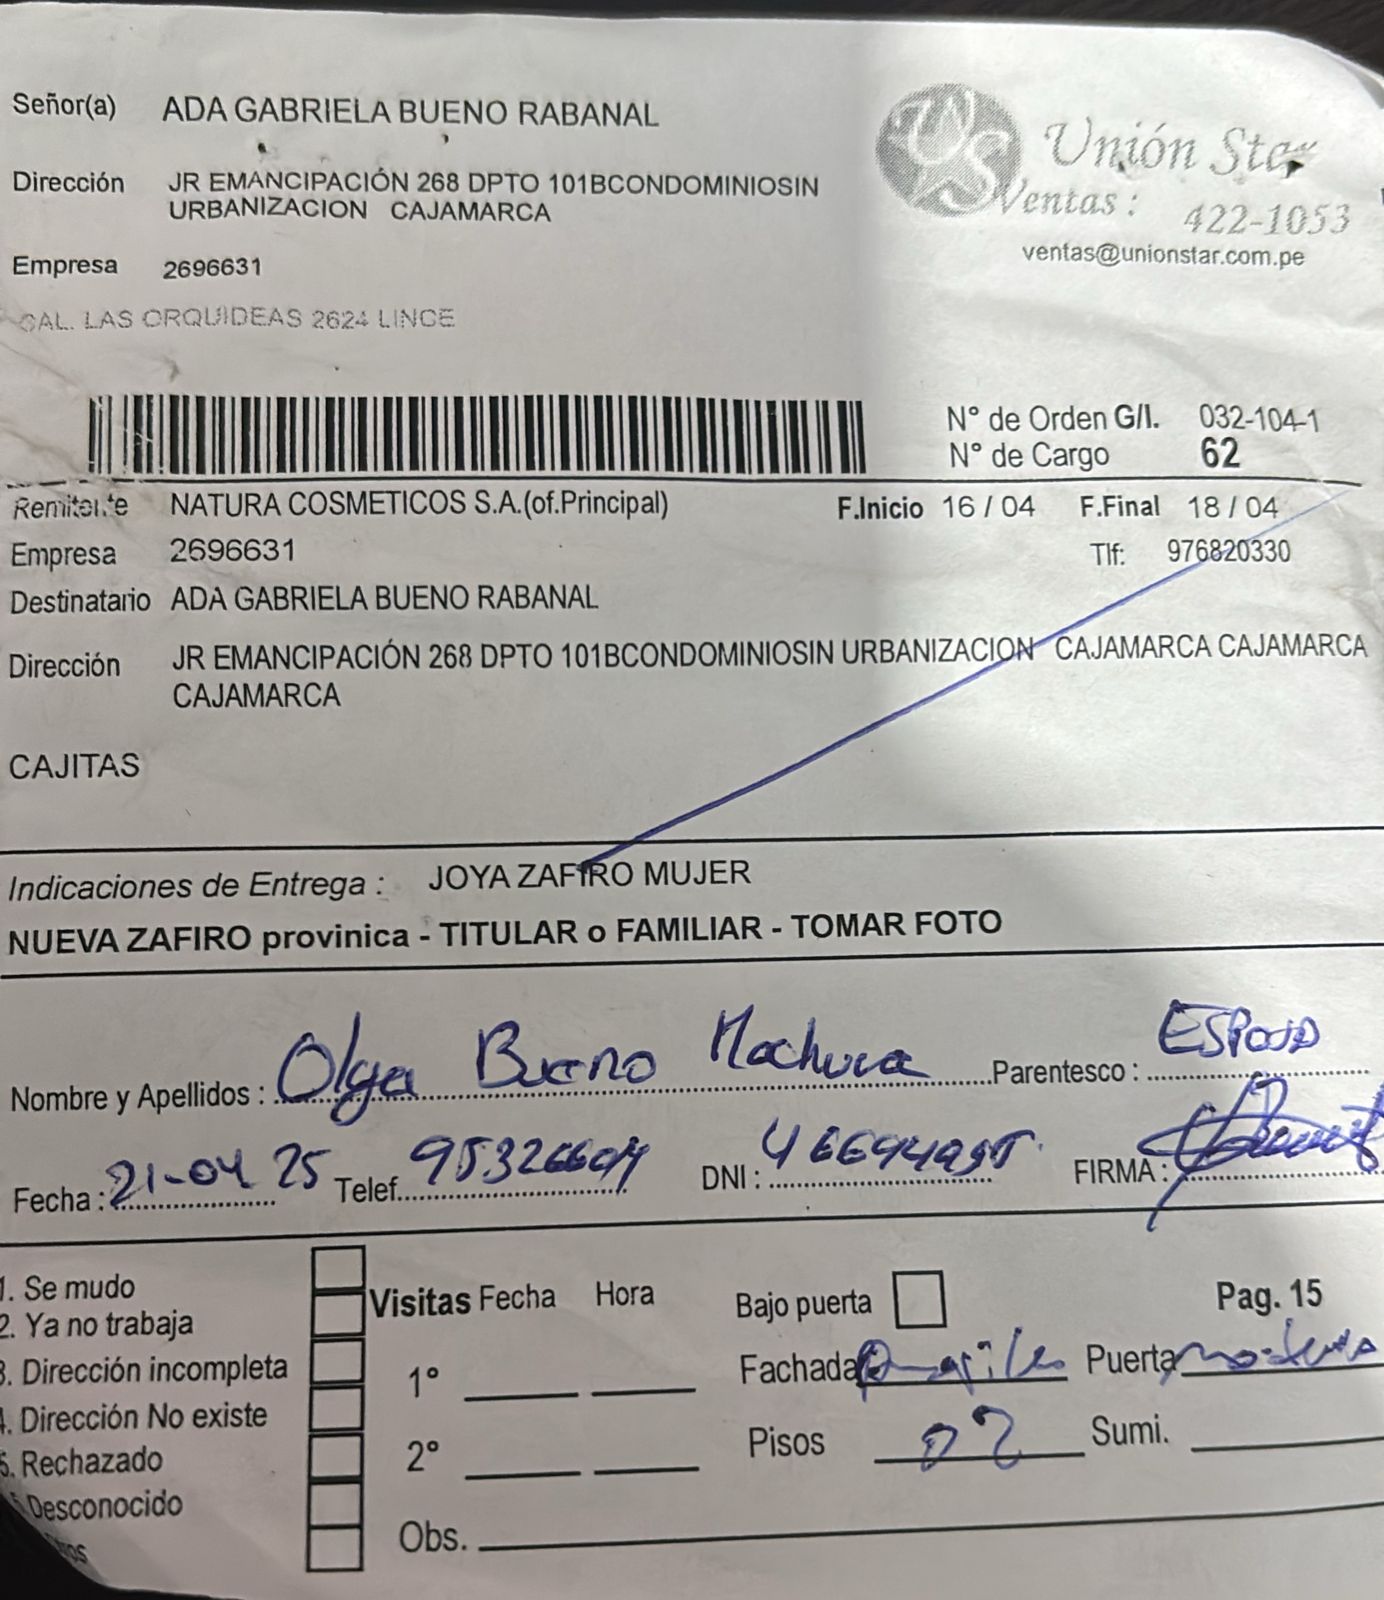 Señor(a) ADA GABRIELA BUENO RABANAL
Unión Star
Dirección JR EMANCIPACIÓN 268 DPTO 101BCONDOMINIOSIN
URBANIZACION CAJAMARCA
Ventas: 422-1053
ventas@unionstar.com.pe
Empresa 2696631
CAL. LAS ORQUIDEAS 2624 LINCE
N° de Orden G/I. 032-104-1
N° de Cargo 62
Remitente NATURA COSMETICOS S.A.(of.Principal) F.Inicio 16 / 04 F.Final 18 / 04
Empresa 2696631 Tlf: 976820330
Destinatario ADA GABRIELA BUENO RABANAL
Dirección JR EMANCIPACIÓN 268 DPTO 101BCONDOMINIOSIN URBANIZACION CAJAMARCA CAJAMARCA
CAJAMARCA
CAJITAS
Indicaciones de Entrega : JOYA ZAFIRO MUJER
NUEVA ZAFIRO provinica - TITULAR o FAMILIAR - TOMAR FOTO
Nombre y Apellidos : Olga Bueno Machuca Parentesco : ESPOSO
Fecha : 21-04 25 Telef. DNI : FIRMA :
1. Se mudo
2. Ya no trabaja
3. Dirección incompleta
4. Dirección No existe
5. Rechazado
Desconocido
Visitas Fecha Hora
1°
2°
Obs.
Bajo puerta Pag. 15
Fachada Puerta
Pisos 02 Sumi.